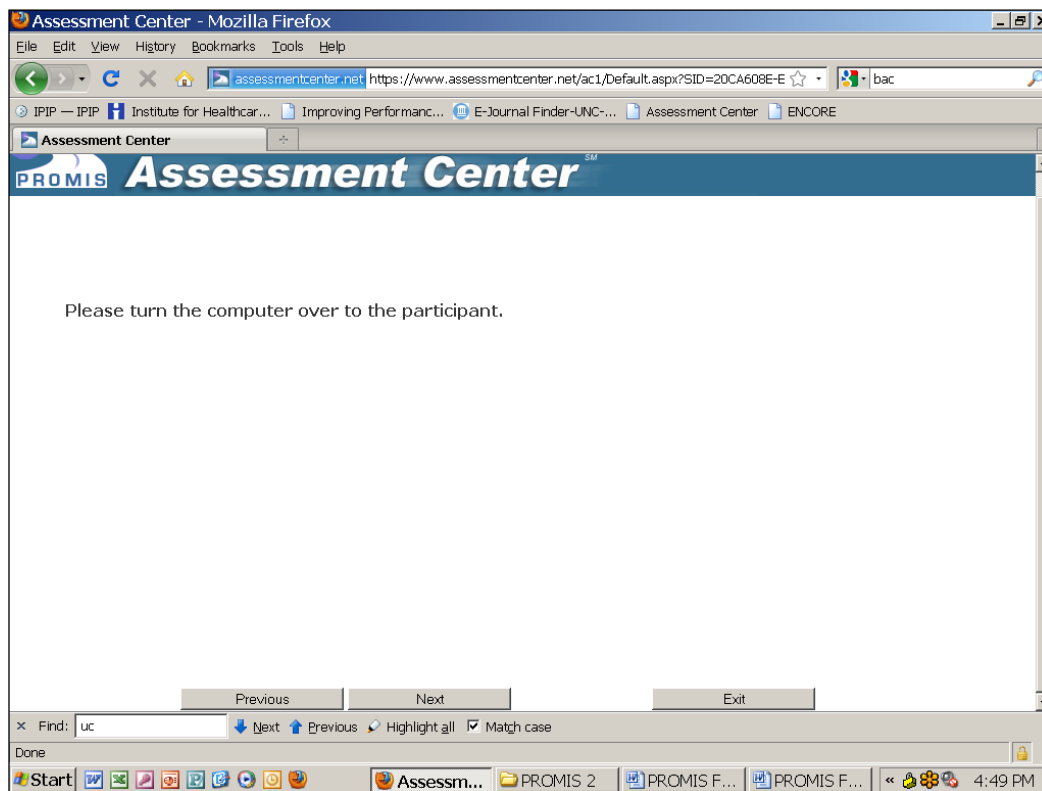 Assessment Center - Mozilla Firefox
File Edit View History Bookmarks Tools Help
assessmentcenter.net https://www.assessmentcenter.net/ac1/Default.aspx?SID=20CA608E-E bac
IPIP — IPIP Institute for Healthcar... Improving Performanc... E-Journal Finder-UNC-... Assessment Center ENCORE
Assessment Center
PROMIS Assessment Center SM
Please turn the computer over to the participant.
Previous Next Exit
× Find: uc Next Previous Highlight all Match case
Done
Start Assessm... PROMIS 2 PROMIS F... PROMIS F... « 4:49 PM